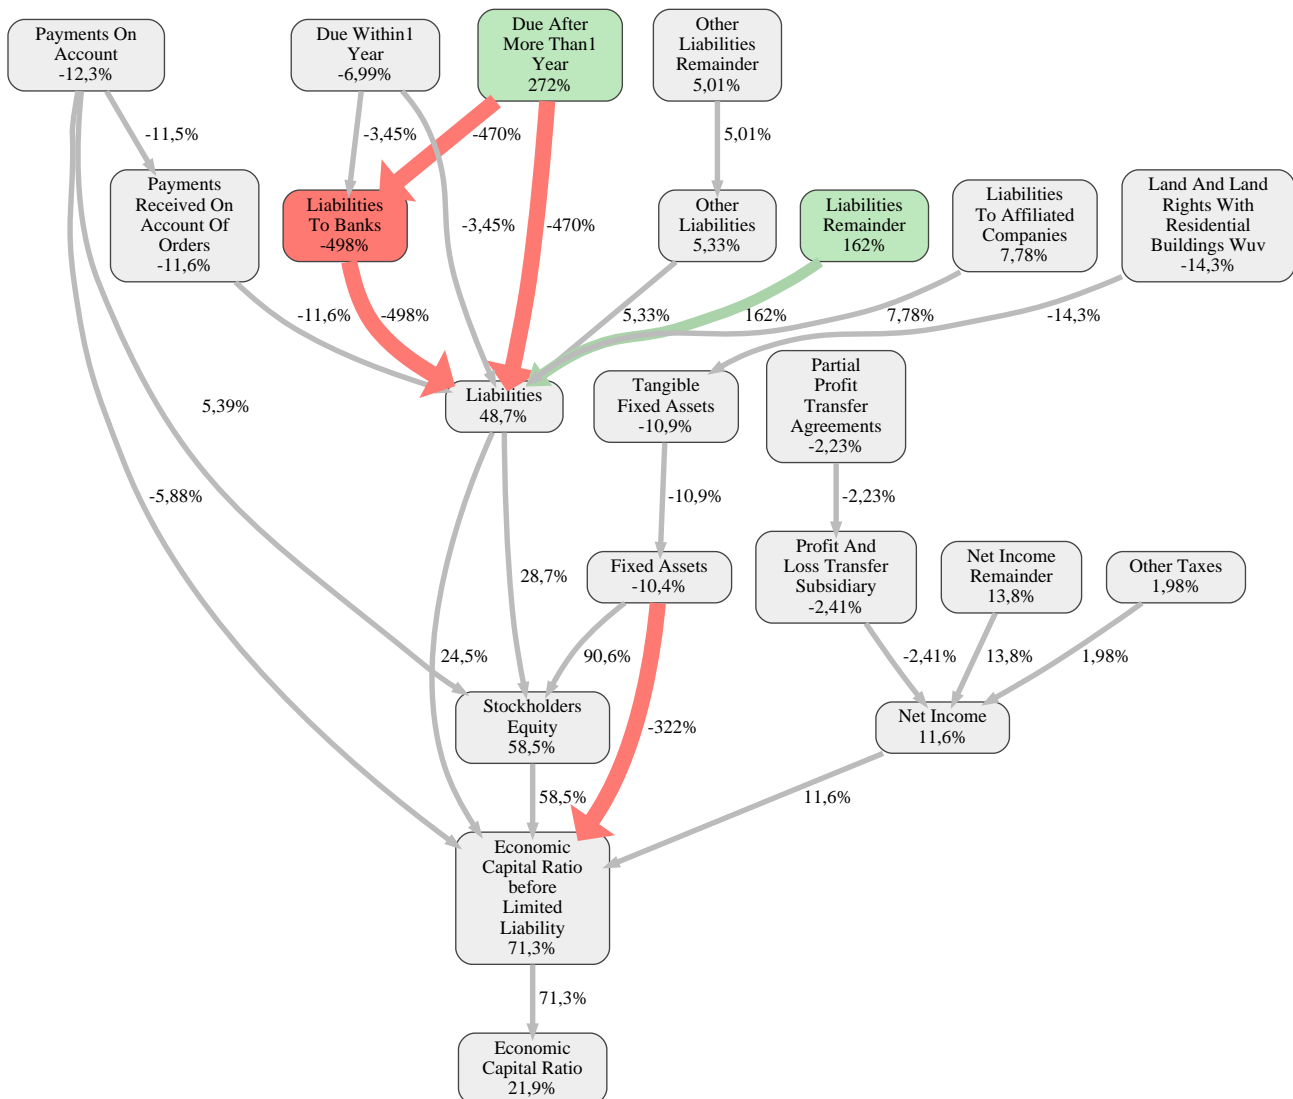 Payments On
Account
-12,3%
Due Within1
Year
-6,99%
Due After
More Than1
Year
272%
Other
Liabilities
Remainder
5,01%
-11,5%
-3,45%
-470%
5,01%
Payments
Received On
Account Of
Orders
-11,6%
Liabilities
To Banks
-498%
-3,45%
-470%
Other
Liabilities
5,33%
Liabilities
Remainder
162%
Liabilities
To Affiliated
Companies
7,78%
Land And Land
Rights With
Residential
Buildings Wuv
-14,3%
-11,6%
-498%
5,33%
162%
7,78%
-14,3%
Liabilities
48,7%
Tangible
Fixed Assets
-10,9%
Partial
Profit
Transfer
Agreements
-2,23%
5,39%
-5,88%
-10,9%
-2,23%
28,7%
Fixed Assets
-10,4%
Profit And
Loss Transfer
Subsidiary
-2,41%
Net Income
Remainder
13,8%
Other Taxes
1,98%
24,5%
90,6%
-2,41%
13,8%
1,98%
Stockholders
Equity
58,5%
-322%
Net Income
11,6%
58,5%
11,6%
Economic
Capital Ratio
before
Limited
Liability
71,3%
71,3%
Economic
Capital Ratio
21,9%